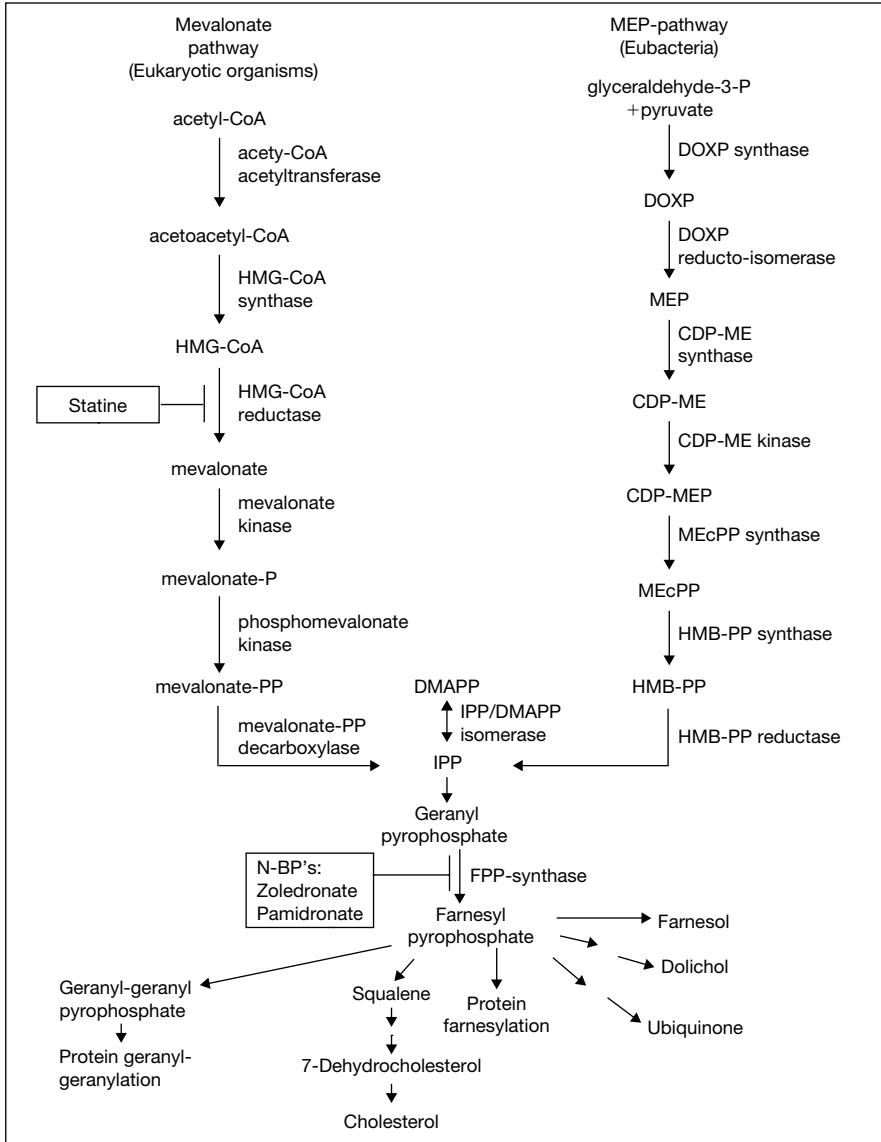 Mevalonate
pathway
(Eukaryotic organisms)
acetyl-CoA
acety-CoA
acetyltransferase
acetoacetyl-CoA
HMG-CoA
synthase
HMG-CoA
Statine
HMG-CoA
reductase
mevalonate
mevalonate
kinase
mevalonate-P
phosphomevalonate
kinase
mevalonate-PP
mevalonate-PP
decarboxylase
MEP-pathway
(Eubacteria)
glyceraldehyde-3-P
+pyruvate
DOXP synthase
DOXP
DOXP
reducto-isomerase
MEP
CDP-ME
synthase
CDP-ME
CDP-ME kinase
CDP-MEP
MEcPP synthase
MEcPP
HMB-PP synthase
HMB-PP
HMB-PP reductase
DMAPP
IPP/DMAPP
isomerase
IPP
Geranyl
pyrophosphate
N-BP's:
Zoledronate
Pamidronate
FPP-synthase
Farnesyl
pyrophosphate
Farnesol
Dolichol
Ubiquinone
Protein
farnesylation
Squalene
7-Dehydrocholesterol
Cholesterol
Geranyl-geranyl
pyrophosphate
Protein geranyl-
geranylation